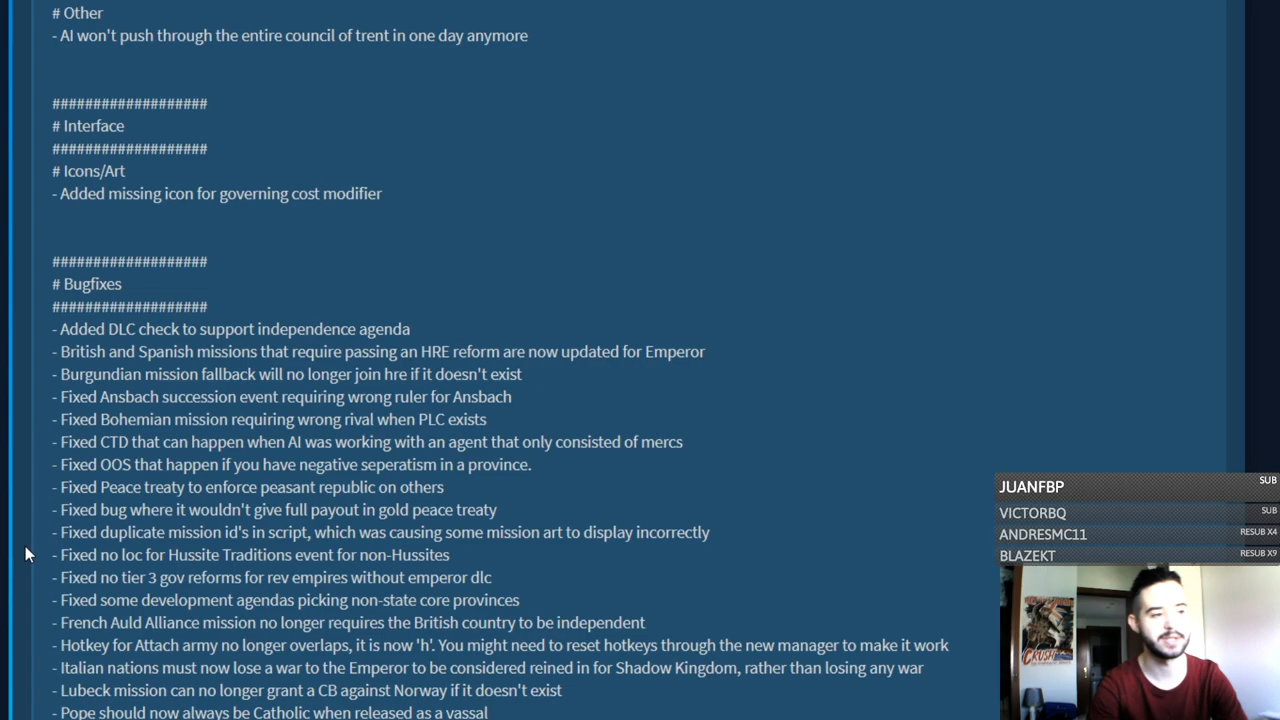 # Other
- AI won't push through the entire council of trent in one day anymore
###################
# Interface
###################
# Icons/Art
- Added missing icon for governing cost modifier
###################
# Bugfixes
###################
- Added DLC check to support independence agenda
- British and Spanish missions that require passing an HRE reform are now updated for Emperor
- Burgundian mission fallback will no longer join hre if it doesn't exist
- Fixed Ansbach succession event requiring wrong ruler for Ansbach
- Fixed Bohemian mission requiring wrong rival when PLC exists
- Fixed CTD that can happen when AI was working with an agent that only consisted of mercs
- Fixed OOS that happen if you have negative seperatism in a province.
- Fixed Peace treaty to enforce peasant republic on others
- Fixed bug where it wouldn't give full payout in gold peace treaty
- Fixed duplicate mission id's in script, which was causing some mission art to display incorrectly
- Fixed no loc for Hussite Traditions event for non-Hussites
- Fixed no tier 3 gov reforms for rev empires without emperor dlc
- Fixed some development agendas picking non-state core provinces
- French Auld Alliance mission no longer requires the British country to be independent
- Hotkey for Attach army no longer overlaps, it is now 'h'. You might need to reset hotkeys through the new manager to make it work
- Italian nations must now lose a war to the Emperor to be considered reined in for Shadow Kingdom, rather than losing any war
- Lubeck mission can no longer grant a CB against Norway if it doesn't exist
- Pope should now always be Catholic when released as a vassal
JUANFBP SUB
VICTORBQ SUB
ANDRESMC11 RESUB X4
BLAZEKT RESUB X9